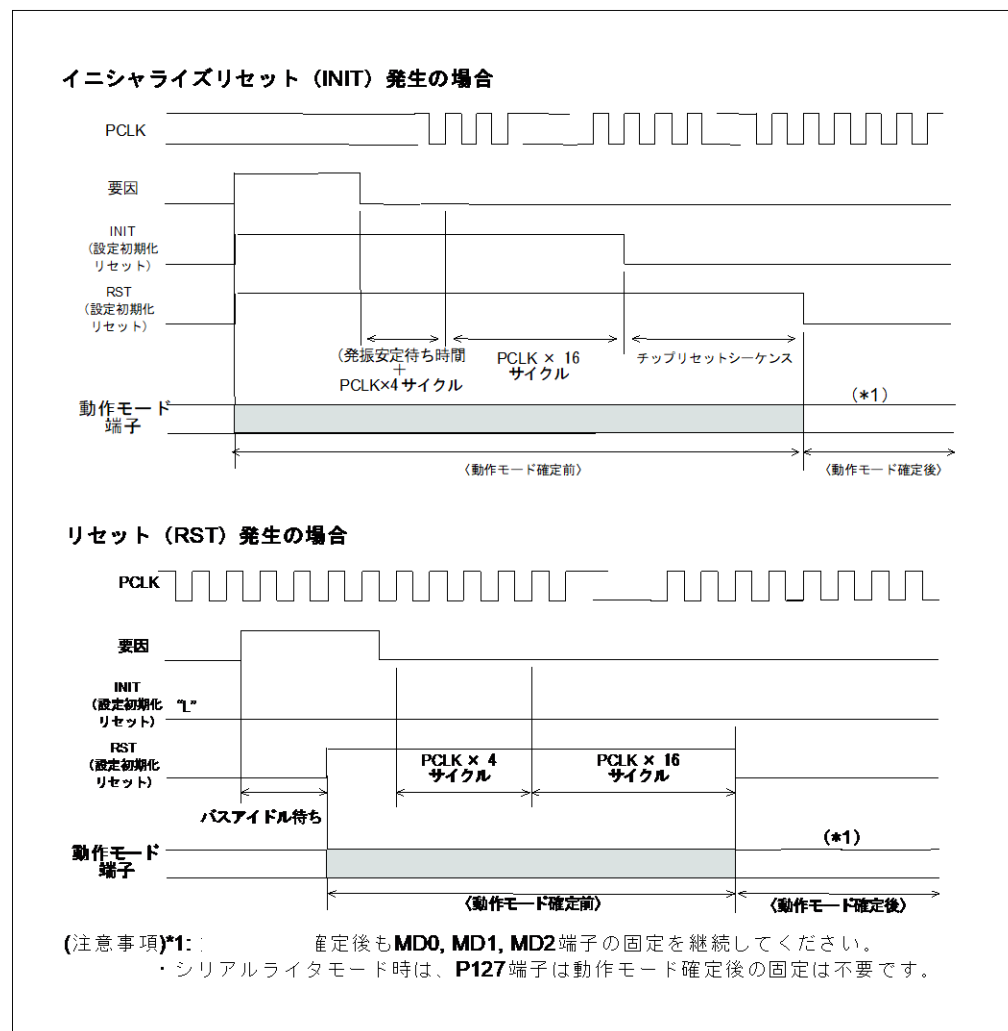 イニシャライズリセット（INIT）発生の場合
PCLK
要因
INIT
（設定初期化
リセット）
RST
（設定初期化
リセット）
（発振安定待ち時間
＋
PCLK×4 サイクル
PCLK × 16
サイクル
チップリセットシーケンス
動作モード
端子
（*1）
〈動作モード確定前〉
〈動作モード確定後〉
リセット（RST）発生の場合
PCLK
要因
INIT
（設定初期化
リセット）
“L”
RST
（設定初期化
リセット）
PCLK × 4
サイクル
PCLK × 16
サイクル
バスアイドル待ち
動作モード
端子
（*1）
〈動作モード確定前〉
〈動作モード確定後〉
(注意事項)*1: 確定後もMD0, MD1, MD2端子の固定を継続してください。
・シリアルライタモード時は、P127端子は動作モード確定後の固定は不要です。